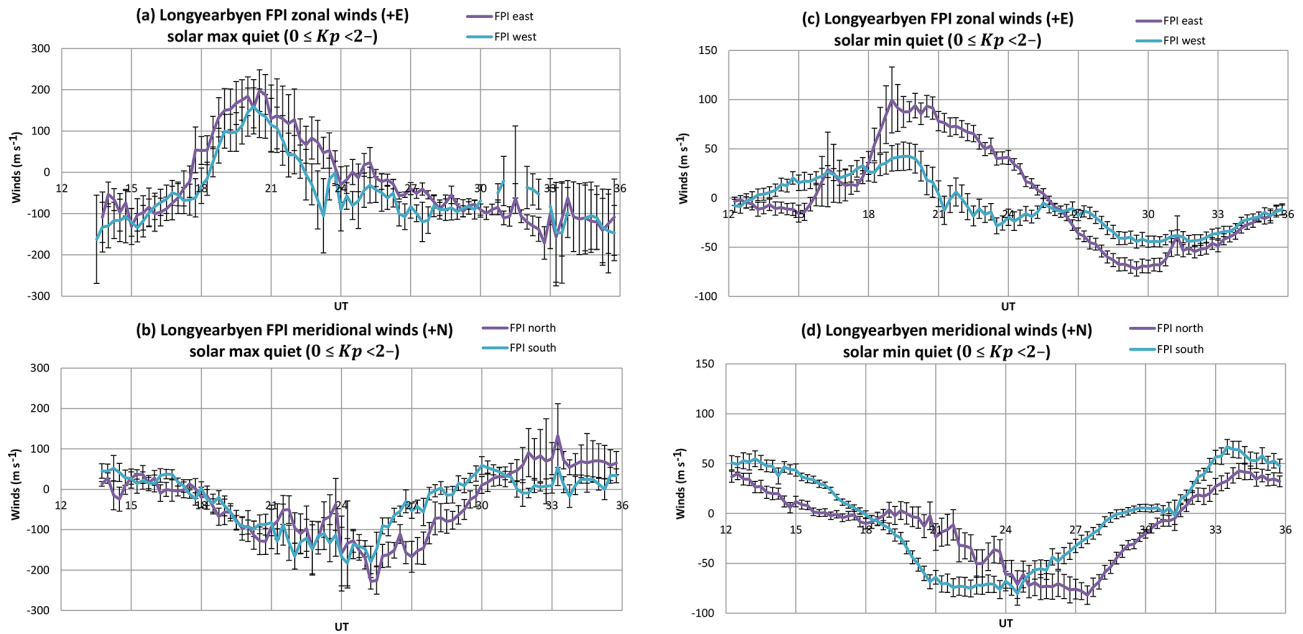 (a) Longyearbyen FPI zonal winds (+E)
solar max quiet (0 ≤ Kp <2−)
FPI east
FPI west
Winds (m s⁻¹)
300
200
100
0
-100
-200
-300
12
15
18
21
24
27
30
33
36
UT
(b) Longyearbyen FPI meridional winds (+N)
solar max quiet (0 ≤ Kp <2−)
FPI north
FPI south
Winds (m s⁻¹)
300
200
100
0
-100
-200
-300
12
15
18
21
24
27
30
33
36
UT
(c) Longyearbyen FPI zonal winds (+E)
solar min quiet (0 ≤ Kp <2−)
FPI east
FPI west
Winds (m s⁻¹)
150
100
50
0
-50
-100
12
15
18
21
24
27
30
33
36
UT
(d) Longyearbyen meridional winds (+N)
solar min quiet (0 ≤ Kp <2−)
FPI north
FPI south
Winds (m s⁻¹)
150
100
50
0
-50
-100
12
15
18
21
24
27
30
33
36
UT